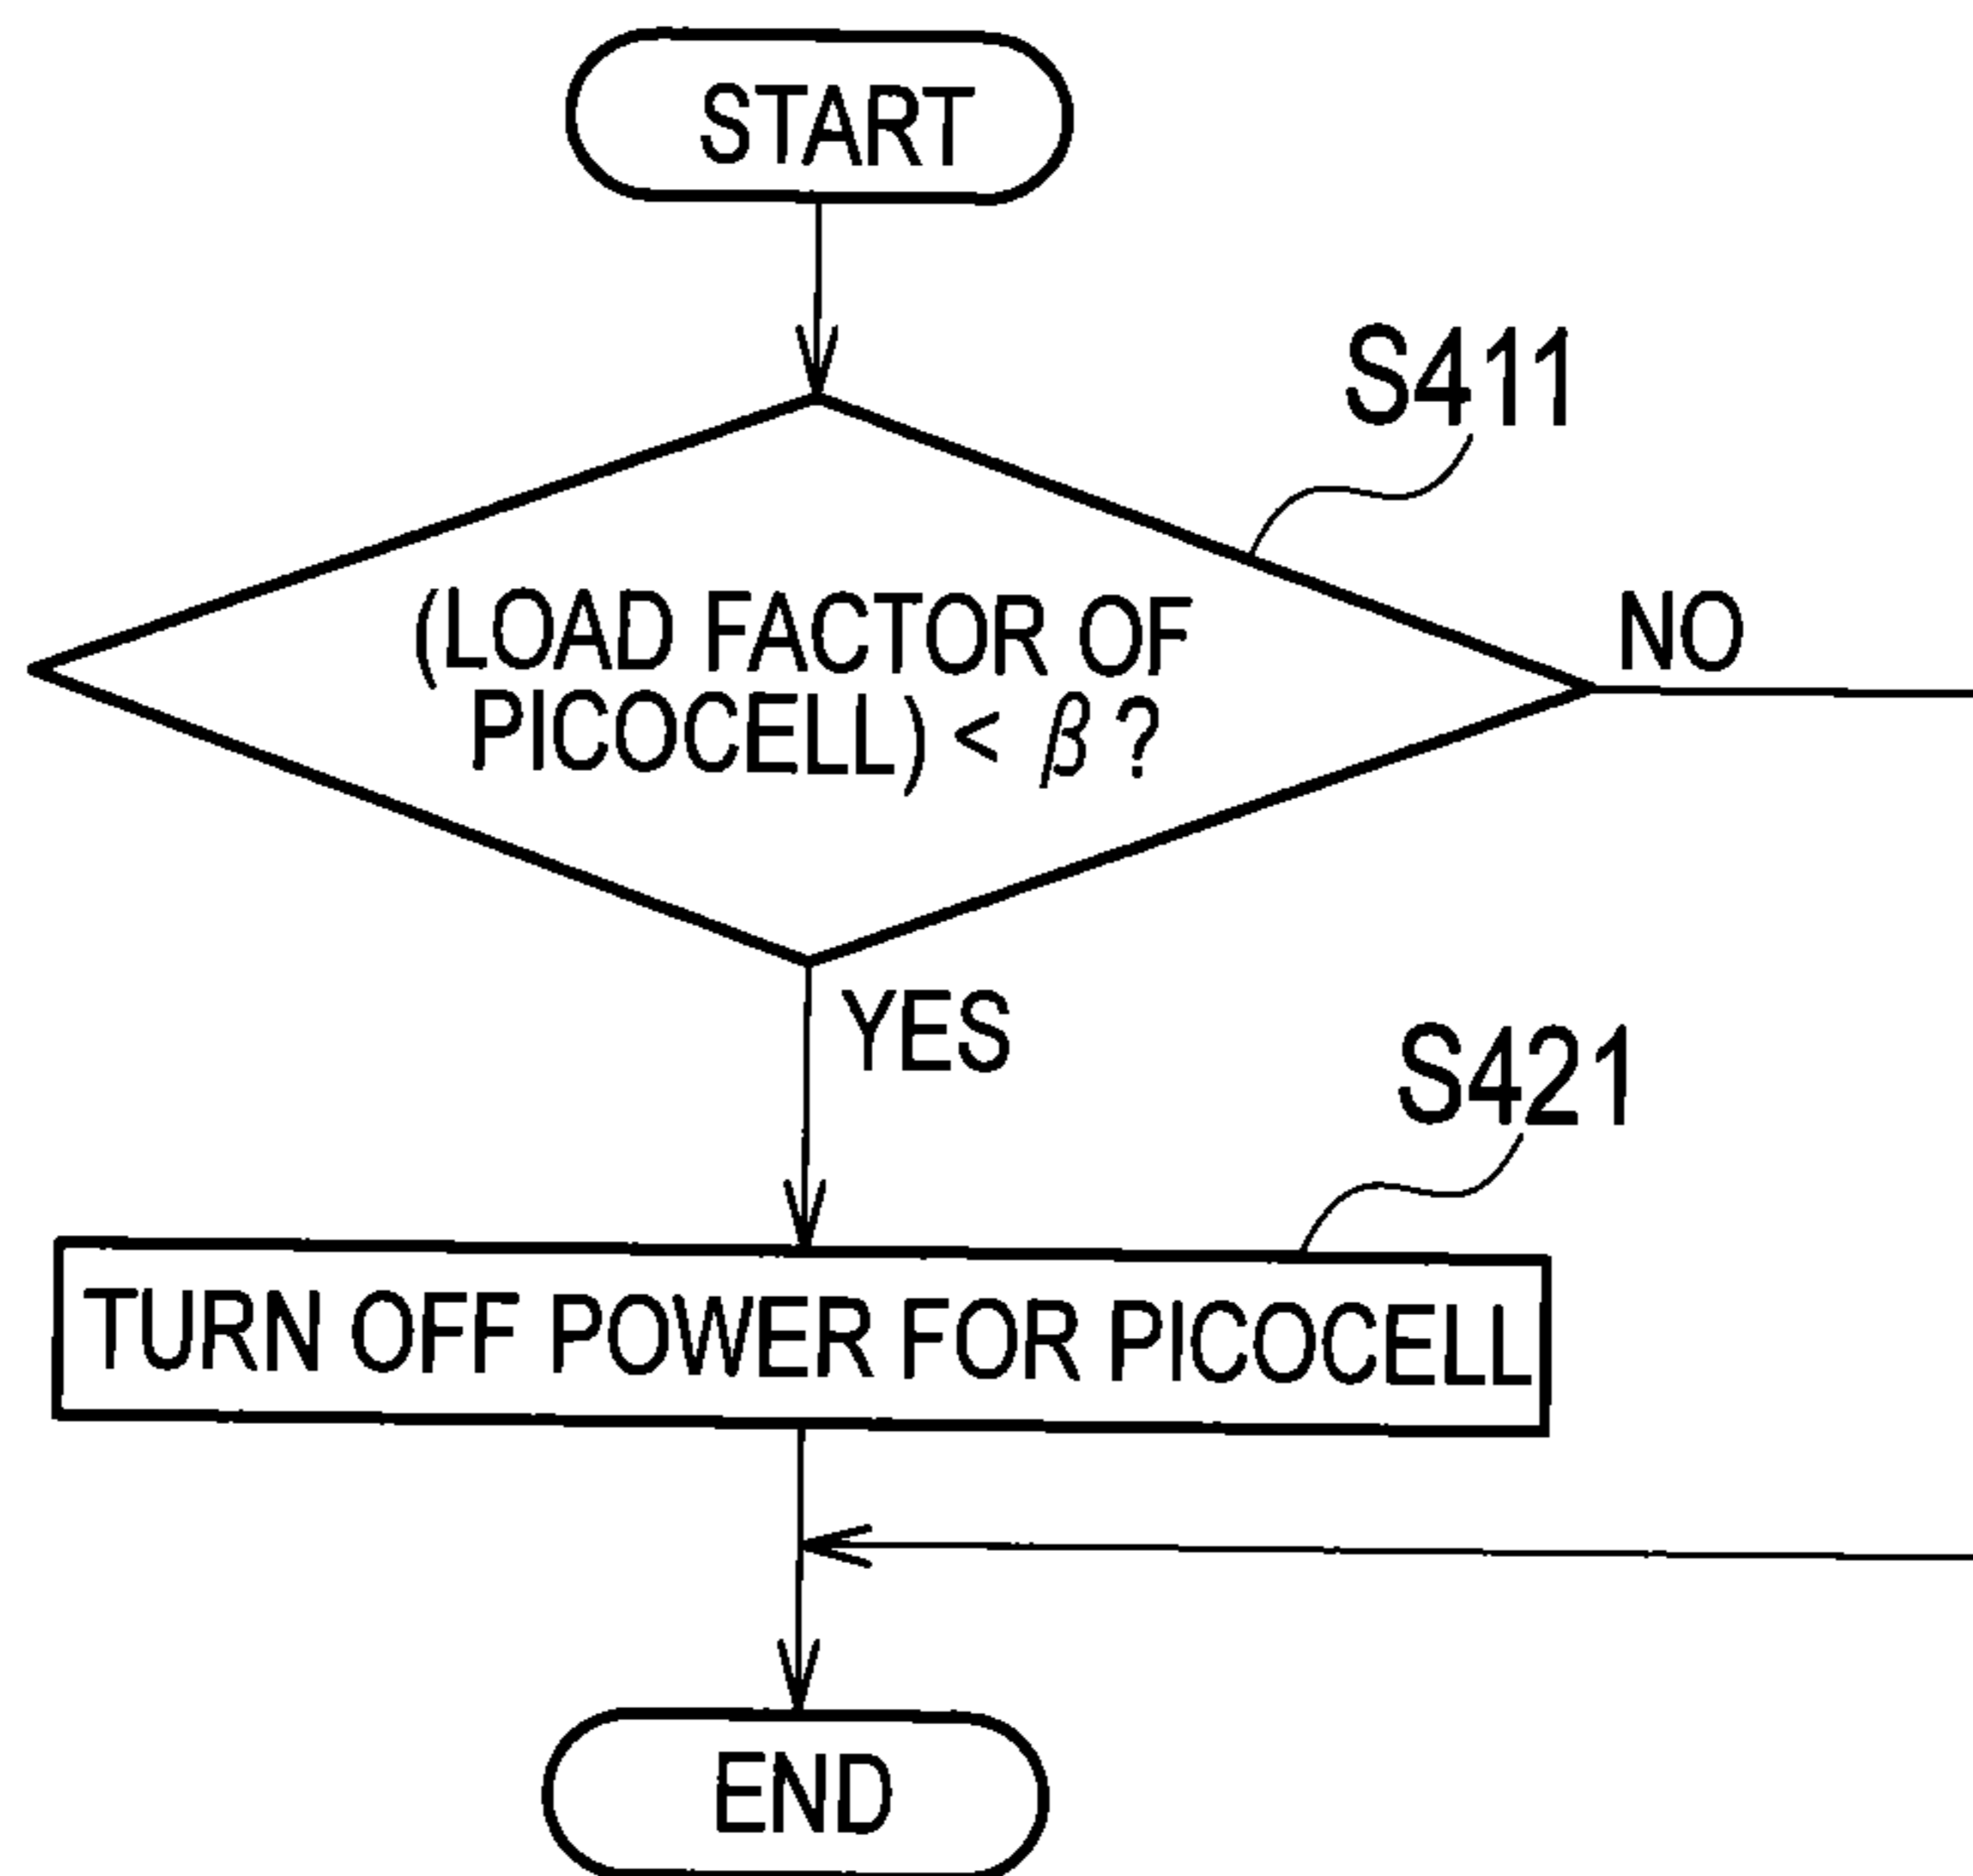 START
S411
(LOAD FACTOR OF
PICOCELL) < β ?
NO
YES
S421
TURN OFF POWER FOR PICOCELL
END